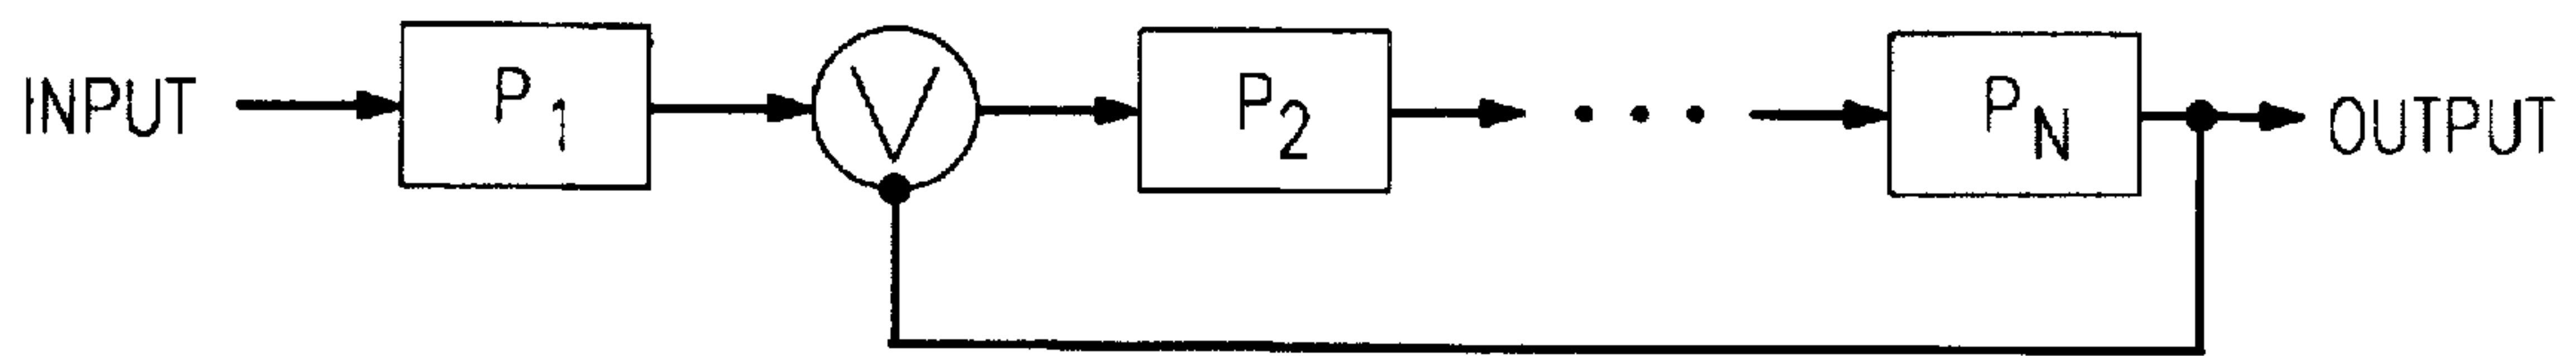 INPUT P1 V P2 ... PN OUTPUT